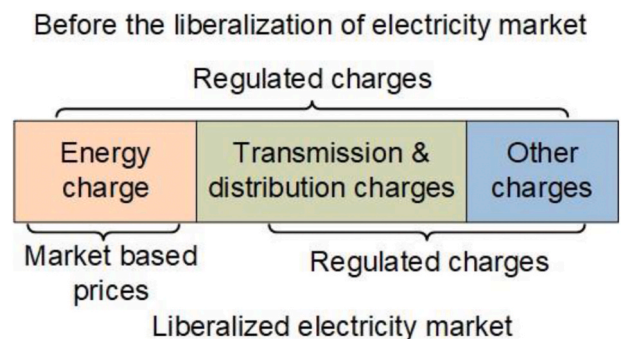 Before the liberalization of electricity market
Regulated charges
Energy
charge
Transmission &
distribution charges
Other
charges
Market based
prices
Regulated charges
Liberalized electricity market